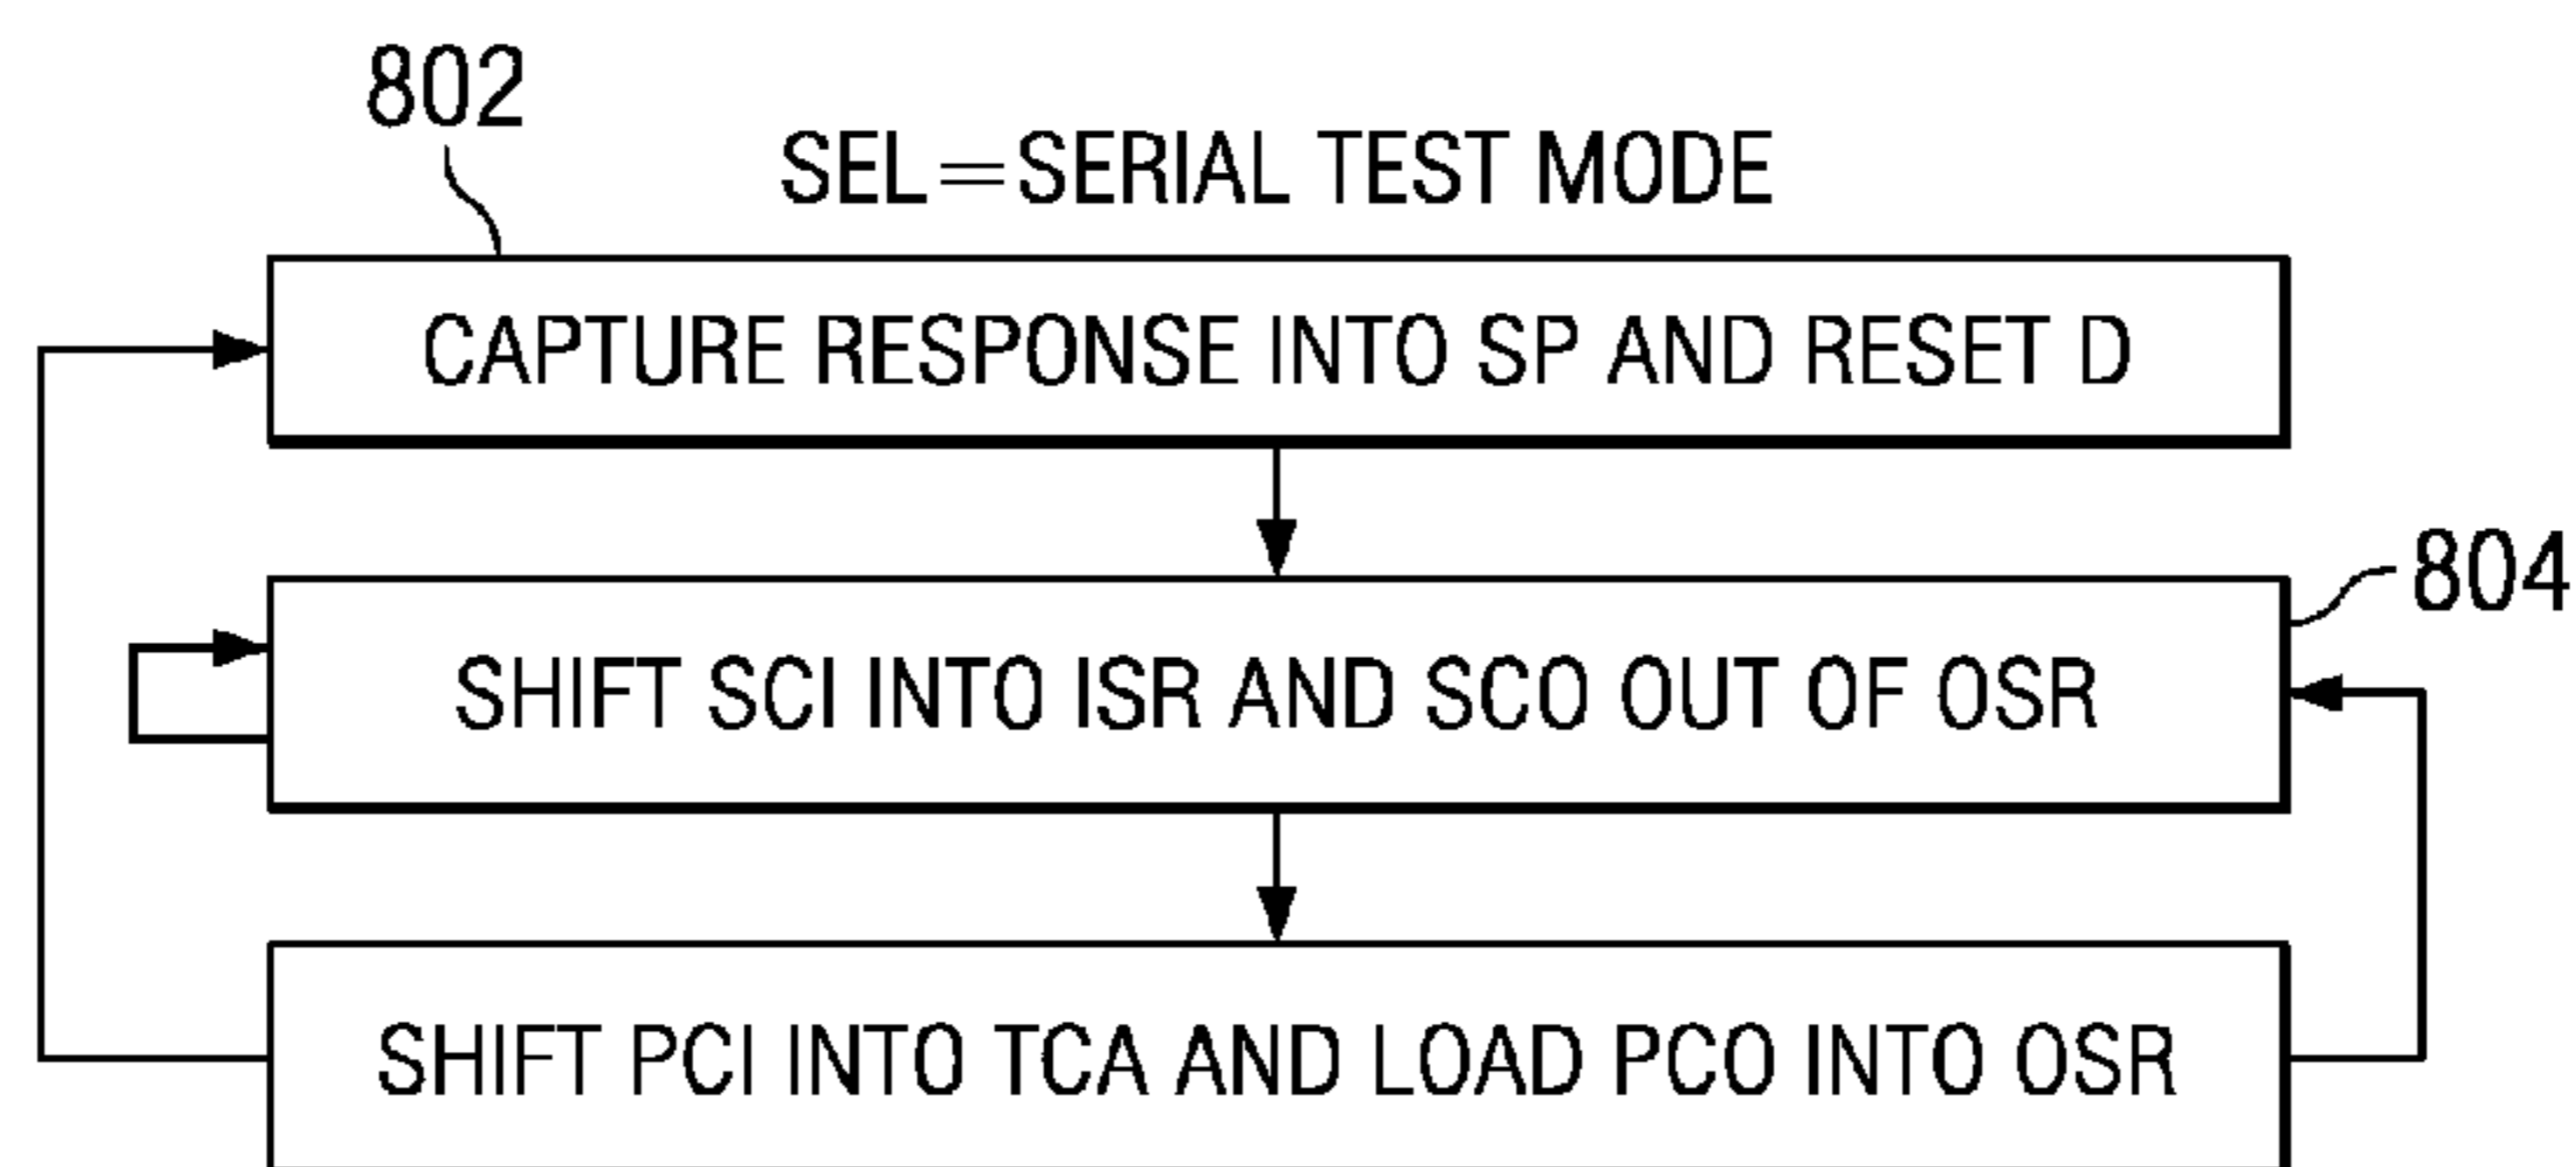 802
SEL=SERIAL TEST MODE
CAPTURE RESPONSE INTO SP AND RESET D
804
SHIFT SCI INTO ISR AND SCO OUT OF OSR
SHIFT PCI INTO TCA AND LOAD PCO INTO OSR